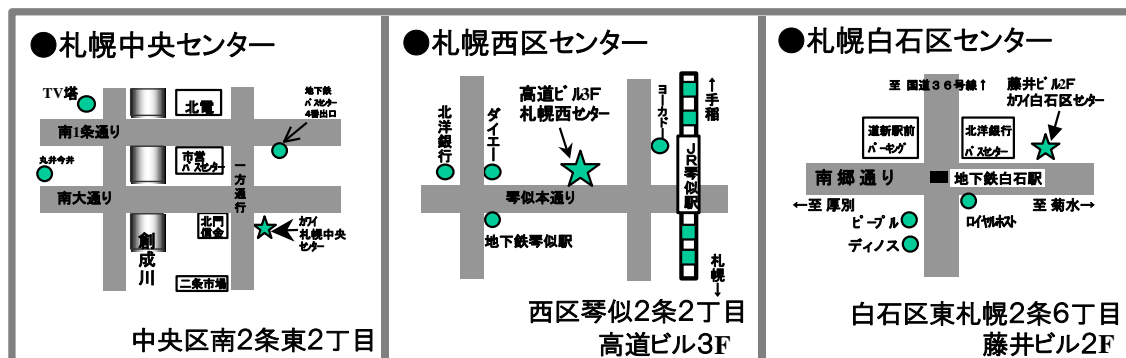 ●札幌中央センター
TV塔
北電
地下鉄
バスセンター
4番出口
南1条通り
丸井今井
市営
バスセンター
一方通行
南大通り
北門
信金
カワイ
札幌中央
センター
創成川
二条市場
中央区南2条東2丁目
●札幌西区センター
高道ビル3F
札幌西センター
ヨーカドー
↑手稲
北洋銀行
ダイエー
JR琴似駅
琴似本通り
地下鉄琴似駅
札幌↓
西区琴似2条2丁目
高道ビル3F
●札幌白石区センター
至 国道36号線↑
藤井ビル2F
カワイ白石区センター
道新駅前
パーキング
北洋銀行
バスセンター
南郷通り
地下鉄白石駅
←至 厚別
至 菊水→
ピープル
ロイヤルホスト
ディノス
白石区東札幌2条6丁目
藤井ビル2F